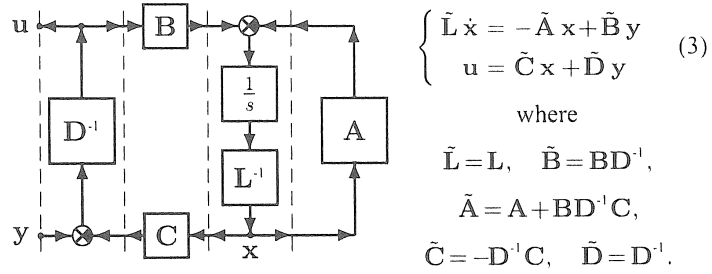 u
B
1/s
D⁻¹
A
L⁻¹
y
C
x
{ L̃ ẋ = −Ã x + B̃ y
u = C̃ x + D̃ y
(3)
where
L̃ = L, B̃ = BD⁻¹,
Ã = A + BD⁻¹C,
C̃ = −D⁻¹C, D̃ = D⁻¹.